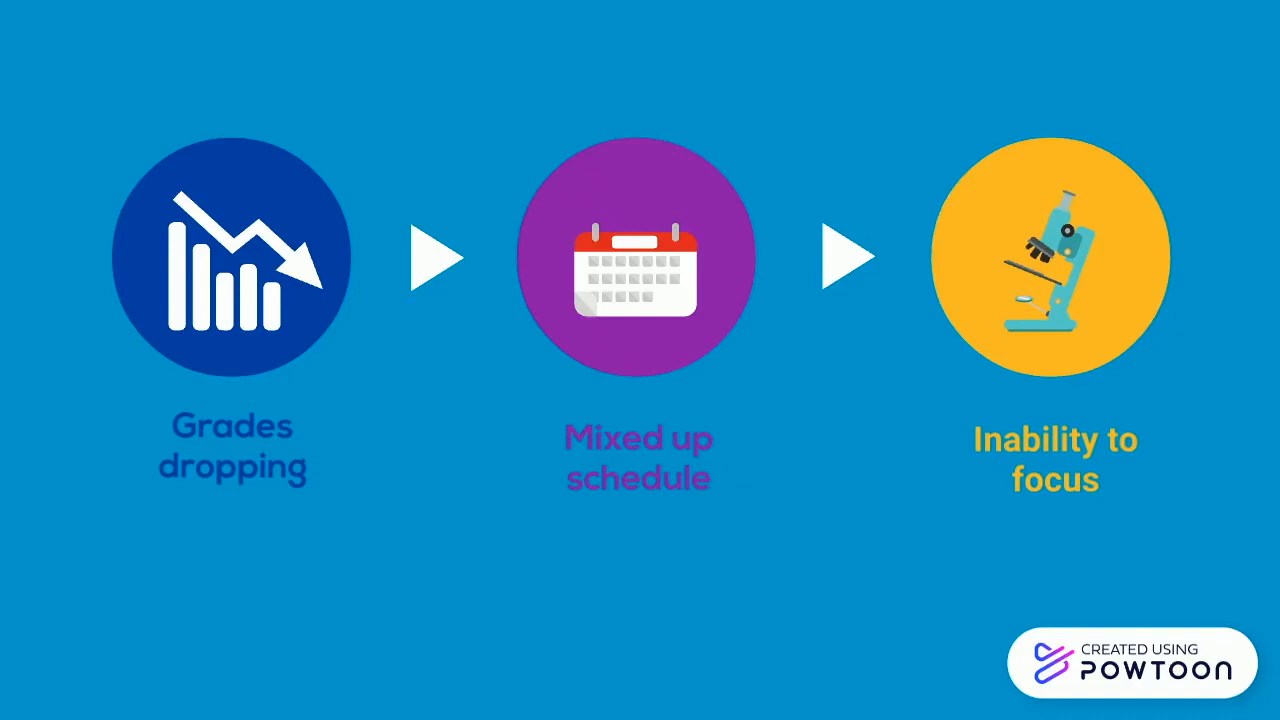 Grades
dropping
Mixed up
schedule
Inability to
focus
CREATED USING
POWTOON